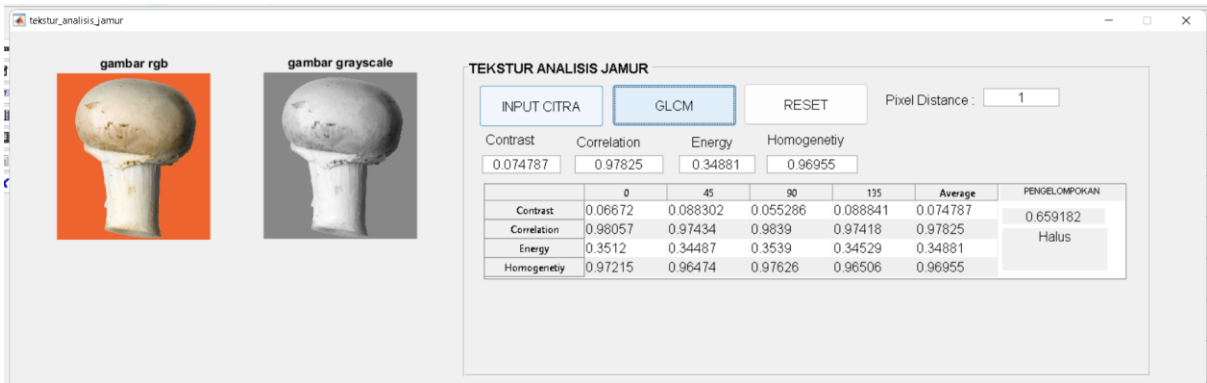 tekstur_analisis_jamur
gambar rgb
gambar grayscale
TEKSTUR ANALISIS JAMUR
INPUT CITRA GLCM RESET Pixel Distance : 1
Contrast Correlation Energy Homogenetiy
0.074787 0.97825 0.34881 0.96955
0 45 90 135 Average PENGELOMPOKAN
Contrast 0.06672 0.088302 0.055286 0.088841 0.074787
0.659182
Correlation 0.98057 0.97434 0.9839 0.97418 0.97825
Halus
Energy 0.3512 0.34487 0.3539 0.34529 0.34881
Homogenetiy 0.97215 0.96474 0.97626 0.96506 0.96955